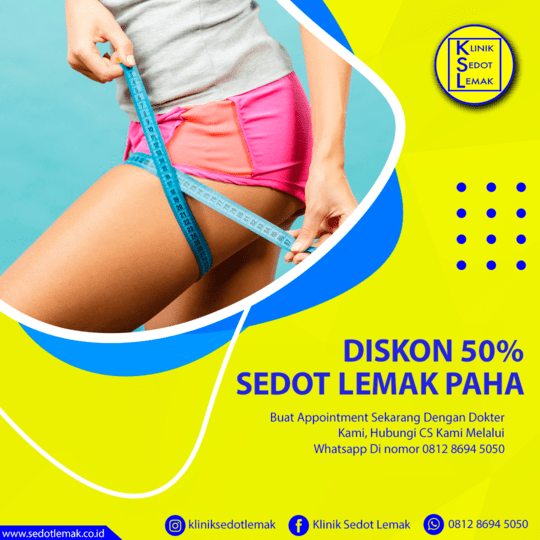 KLINIK
SEDOT
LEMAK
DISKON 50%
SEDOT LEMAK PAHA
Buat Appointment Sekarang Dengan Dokter
Kami, Hubungi CS Kami Melalui
Whatsapp Di nomor 0812 8694 5050
www.sedotlemak.co.id
kliniksedotlemak
Klinik Sedot Lemak
0812 8694 5050